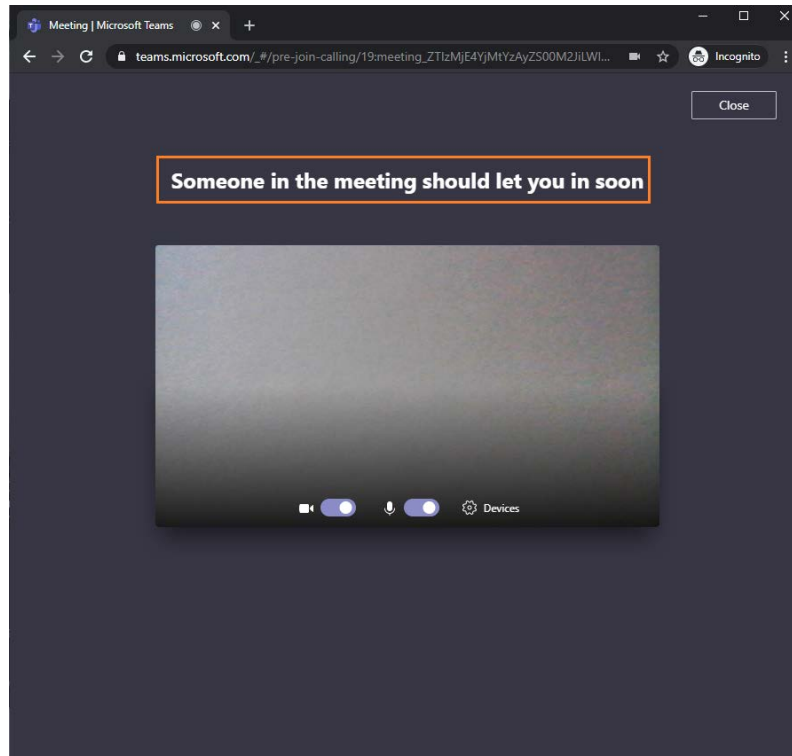 Meeting | Microsoft Teams
teams.microsoft.com/_#/pre-join-calling/19:meeting_ZTIzMjE4YjMtYzAyZS00M2JiLWI...
Incognito
Close
Someone in the meeting should let you in soon
Devices